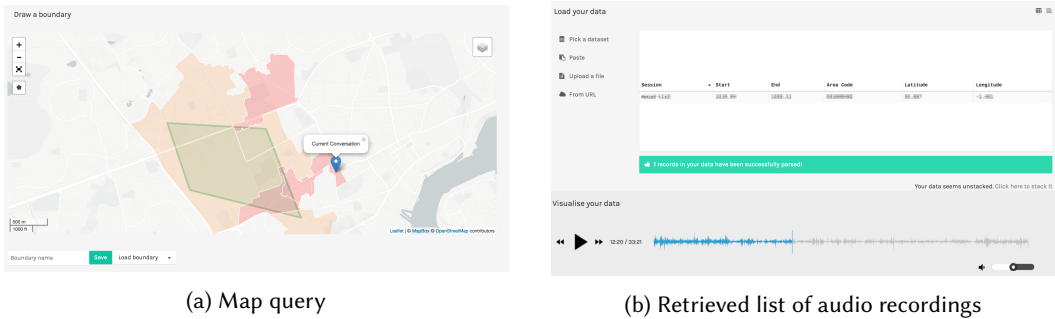 Draw a boundary
+
-
Current Conversation
×
500 m
1000 ft
Leaflet | © MapBox © OpenStreetMap contributors
Boundary name
Save
Load boundary
(a) Map query
Load your data
Pick a dataset
Paste
Upload a file
From URL
Session Start End Area Code Latitude Longitude
1 records in your data have been successfully parsed!
Your data seems unstacked. Click here to stack it
Visualise your data
12:20 / 33:21
(b) Retrieved list of audio recordings